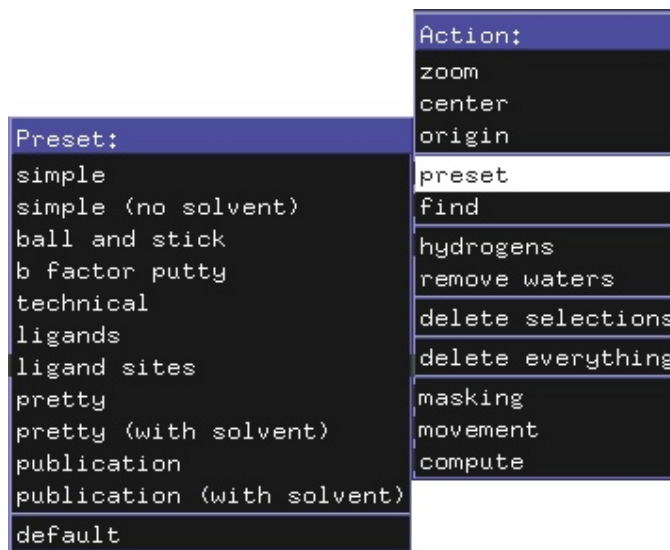 Preset:
simple
simple (no solvent)
ball and stick
b factor putty
technical
ligands
ligand sites
pretty
pretty (with solvent)
publication
publication (with solvent)
default
Action:
zoom
center
origin
preset
find
hydrogens
remove waters
delete selections
delete everything
masking
movement
compute